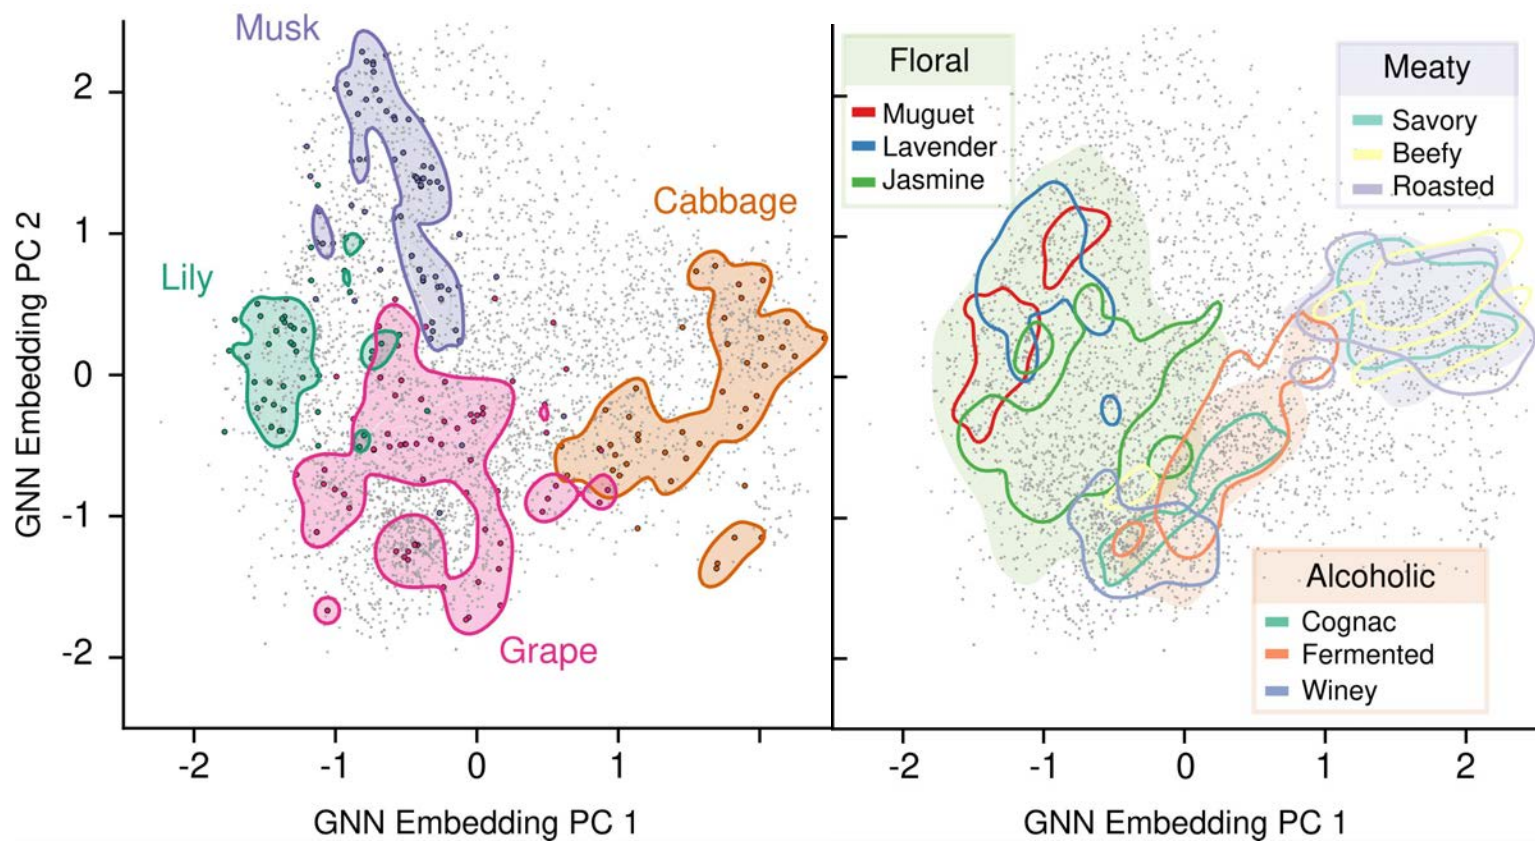 Musk
Cabbage
Lily
Grape
2
1
0
-1
-2
GNN Embedding PC 2
-2
-1
0
1
GNN Embedding PC 1
Floral
Muguet
Lavender
Jasmine
Meaty
Savory
Beefy
Roasted
Alcoholic
Cognac
Fermented
Winey
-2
-1
0
1
2
GNN Embedding PC 1